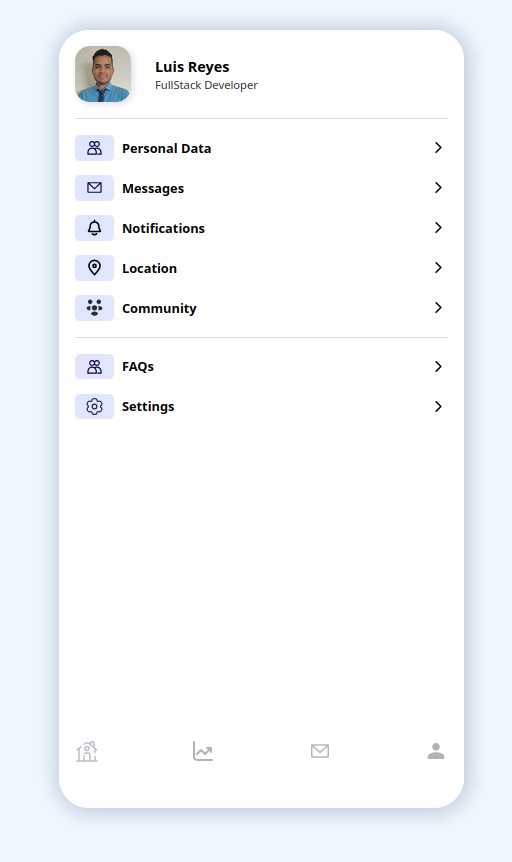 Luis Reyes
FullStack Developer
Personal Data
Messages
Notifications
Location
Community
FAQs
Settings